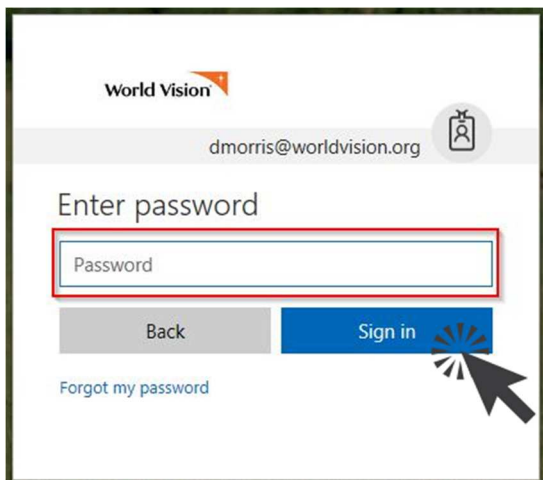 World Vision
dmorris@worldvision.org
Enter password
Password
Back
Sign in
Forgot my password